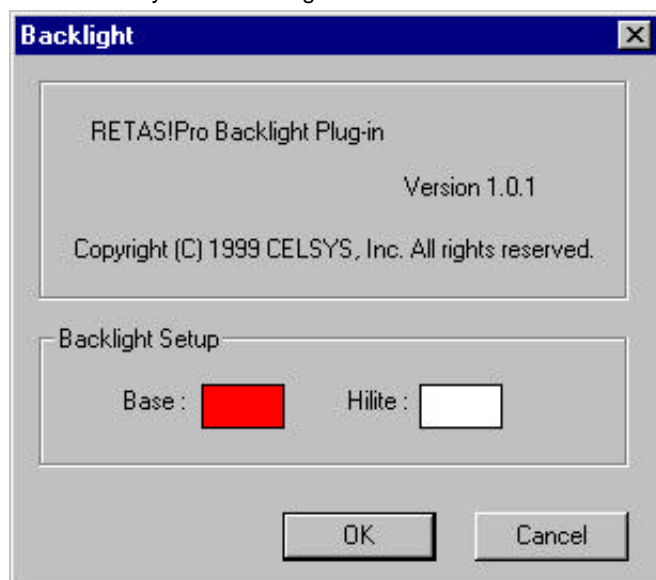 Backlight
RETAS!Pro Backlight Plug-in
Version 1.0.1
Copyright (C) 1999 CELSYS, Inc. All rights reserved.
Backlight Setup
Base :
Hilite :
OK
Cancel